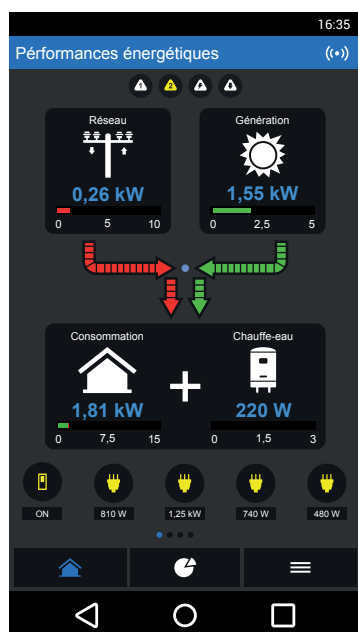 16:35
Pérformances énergétiques
1 2
Réseau
0,26 kW
0 5 10
Génération
1,55 kW
0 2,5 5
Consommation
1,81 kW
0 7,5 15
+
Chauffe-eau
220 W
0 1,5 3
ON 810 W 1,25 kW 740 W 480 W